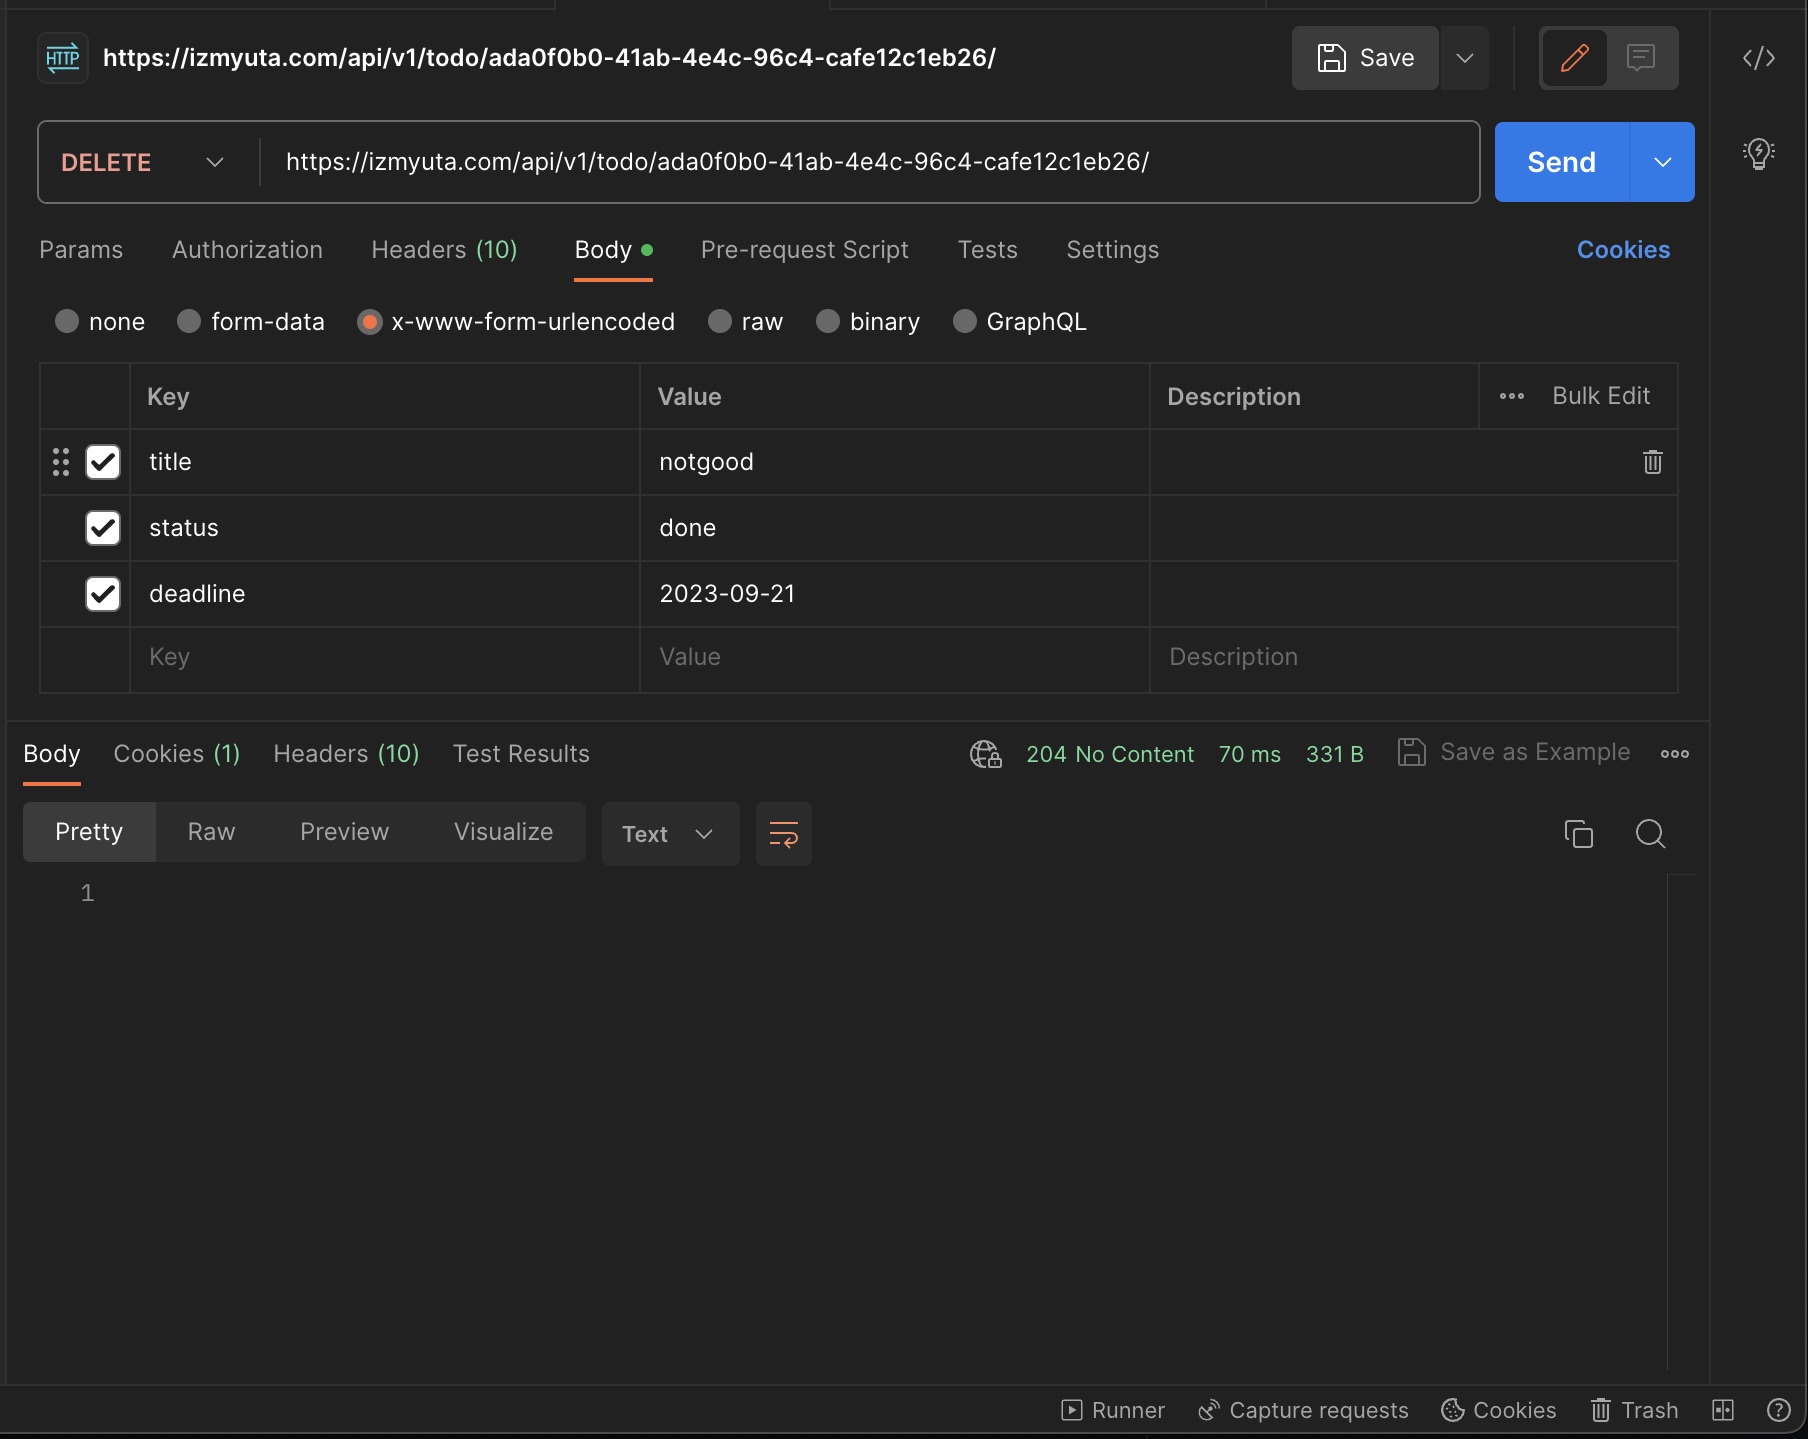 HTTP https://izmyuta.com/api/v1/todo/ada0f0b0-41ab-4e4c-96c4-cafe12c1eb26/ Save
DELETE https://izmyuta.com/api/v1/todo/ada0f0b0-41ab-4e4c-96c4-cafe12c1eb26/ Send
Params Authorization Headers (10) Body Pre-request Script Tests Settings Cookies
none form-data x-www-form-urlencoded raw binary GraphQL
Key Value Description Bulk Edit
title notgood
status done
deadline 2023-09-21
Key Value Description
Body Cookies (1) Headers (10) Test Results 204 No Content 70 ms 331 B Save as Example
Pretty Raw Preview Visualize Text
1
Runner Capture requests Cookies Trash